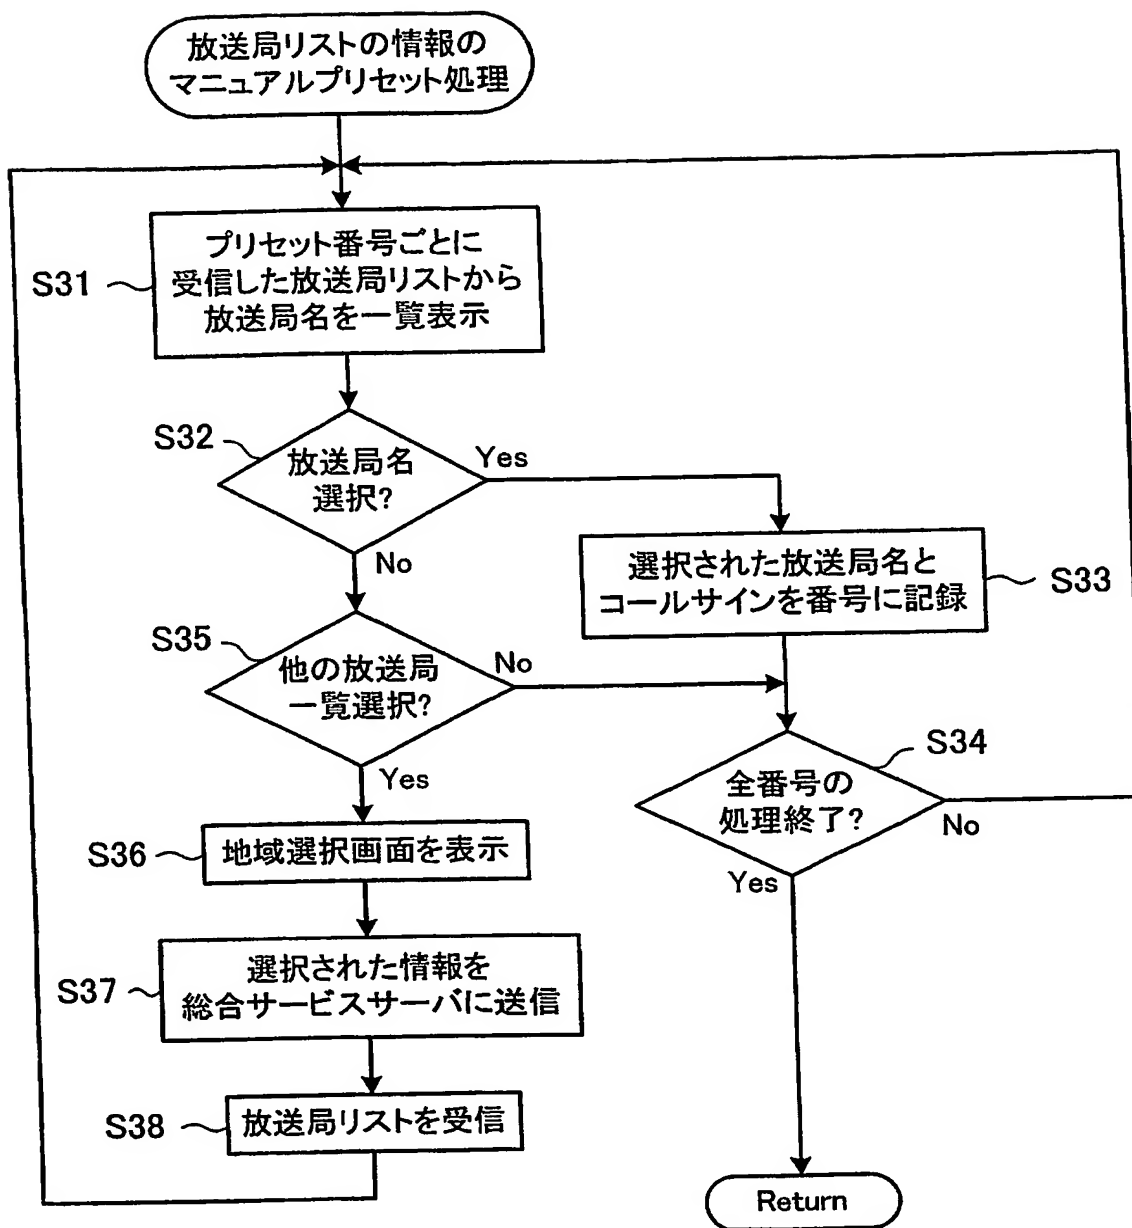 放送局リストの情報の
マニュアルプリセット処理
S31
プリセット番号ごとに
受信した放送局リストから
放送局名を一覧表示
S32
放送局名
選択?
Yes
No
選択された放送局名と
コールサインを番号に記録
S33
S35
他の放送局
一覧選択?
No
Yes
S34
全番号の
処理終了?
No
Yes
S36
地域選択画面を表示
S37
選択された情報を
総合サービスサーバに送信
S38
放送局リストを受信
Return